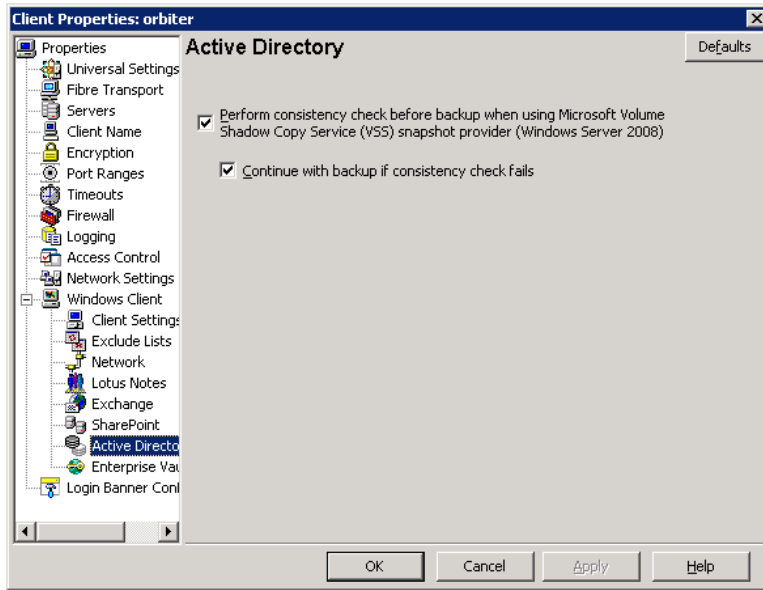 Client Properties: orbiter
Properties
Universal Settings
Fibre Transport
Servers
Client Name
Encryption
Port Ranges
Timeouts
Firewall
Logging
Access Control
Network Settings
Windows Client
Client Settings
Exclude Lists
Network
Lotus Notes
Exchange
SharePoint
Active Directo
Enterprise Vau
Login Banner Conf
Active Directory
Defaults
Perform consistency check before backup when using Microsoft Volume
Shadow Copy Service (VSS) snapshot provider (Windows Server 2008)
Continue with backup if consistency check fails
OK
Cancel
Apply
Help